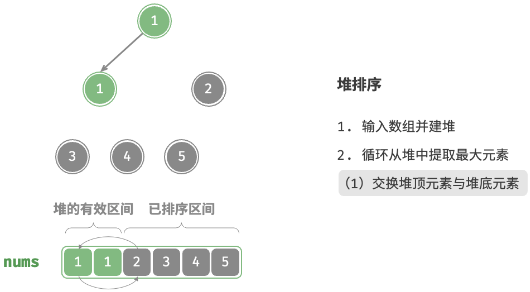 1
1
2
3
4
5
堆的有效区间 已排序区间
nums 1 1 2 3 4 5
堆排序
1. 输入数组并建堆
2. 循环从堆中提取最大元素
（1）交换堆顶元素与堆底元素